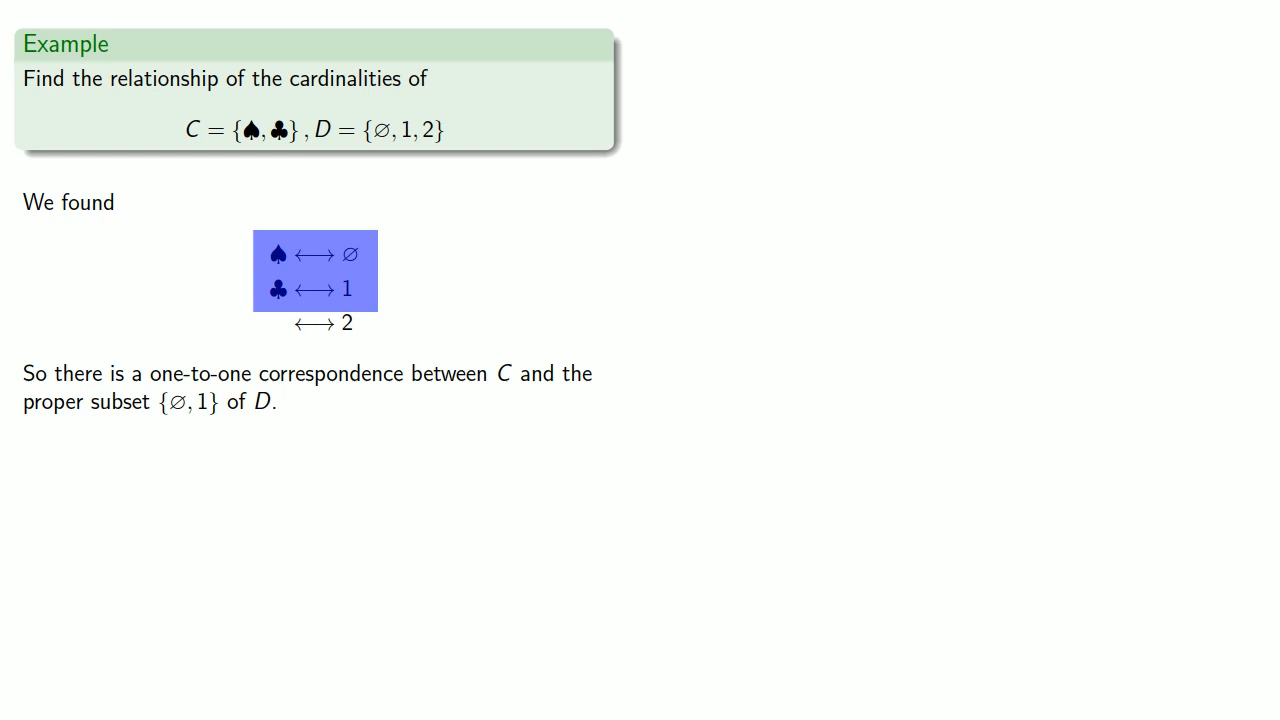 Example
Find the relationship of the cardinalities of
C = {♠, ♣} , D = {∅, 1, 2}
We found
♠ ⟷ ∅
♣ ⟷ 1
⟷ 2
So there is a one-to-one correspondence between C and the
proper subset {∅, 1} of D.